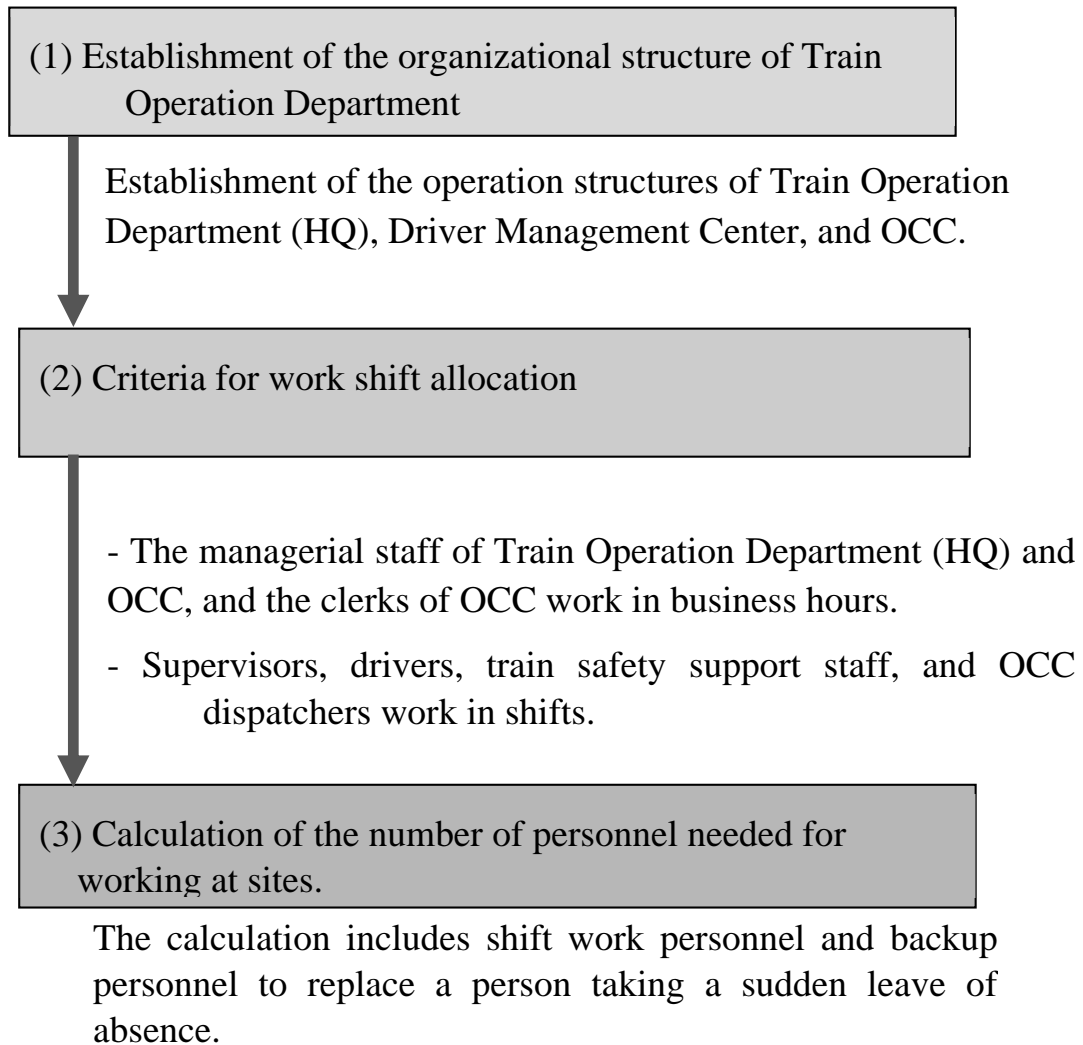 (1) Establishment of the organizational structure of Train
Operation Department
Establishment of the operation structures of Train Operation
Department (HQ), Driver Management Center, and OCC.
(2) Criteria for work shift allocation
- The managerial staff of Train Operation Department (HQ) and
OCC, and the clerks of OCC work in business hours.
- Supervisors, drivers, train safety support staff, and OCC
dispatchers work in shifts.
(3) Calculation of the number of personnel needed for
working at sites.
The calculation includes shift work personnel and backup
personnel to replace a person taking a sudden leave of
absence.